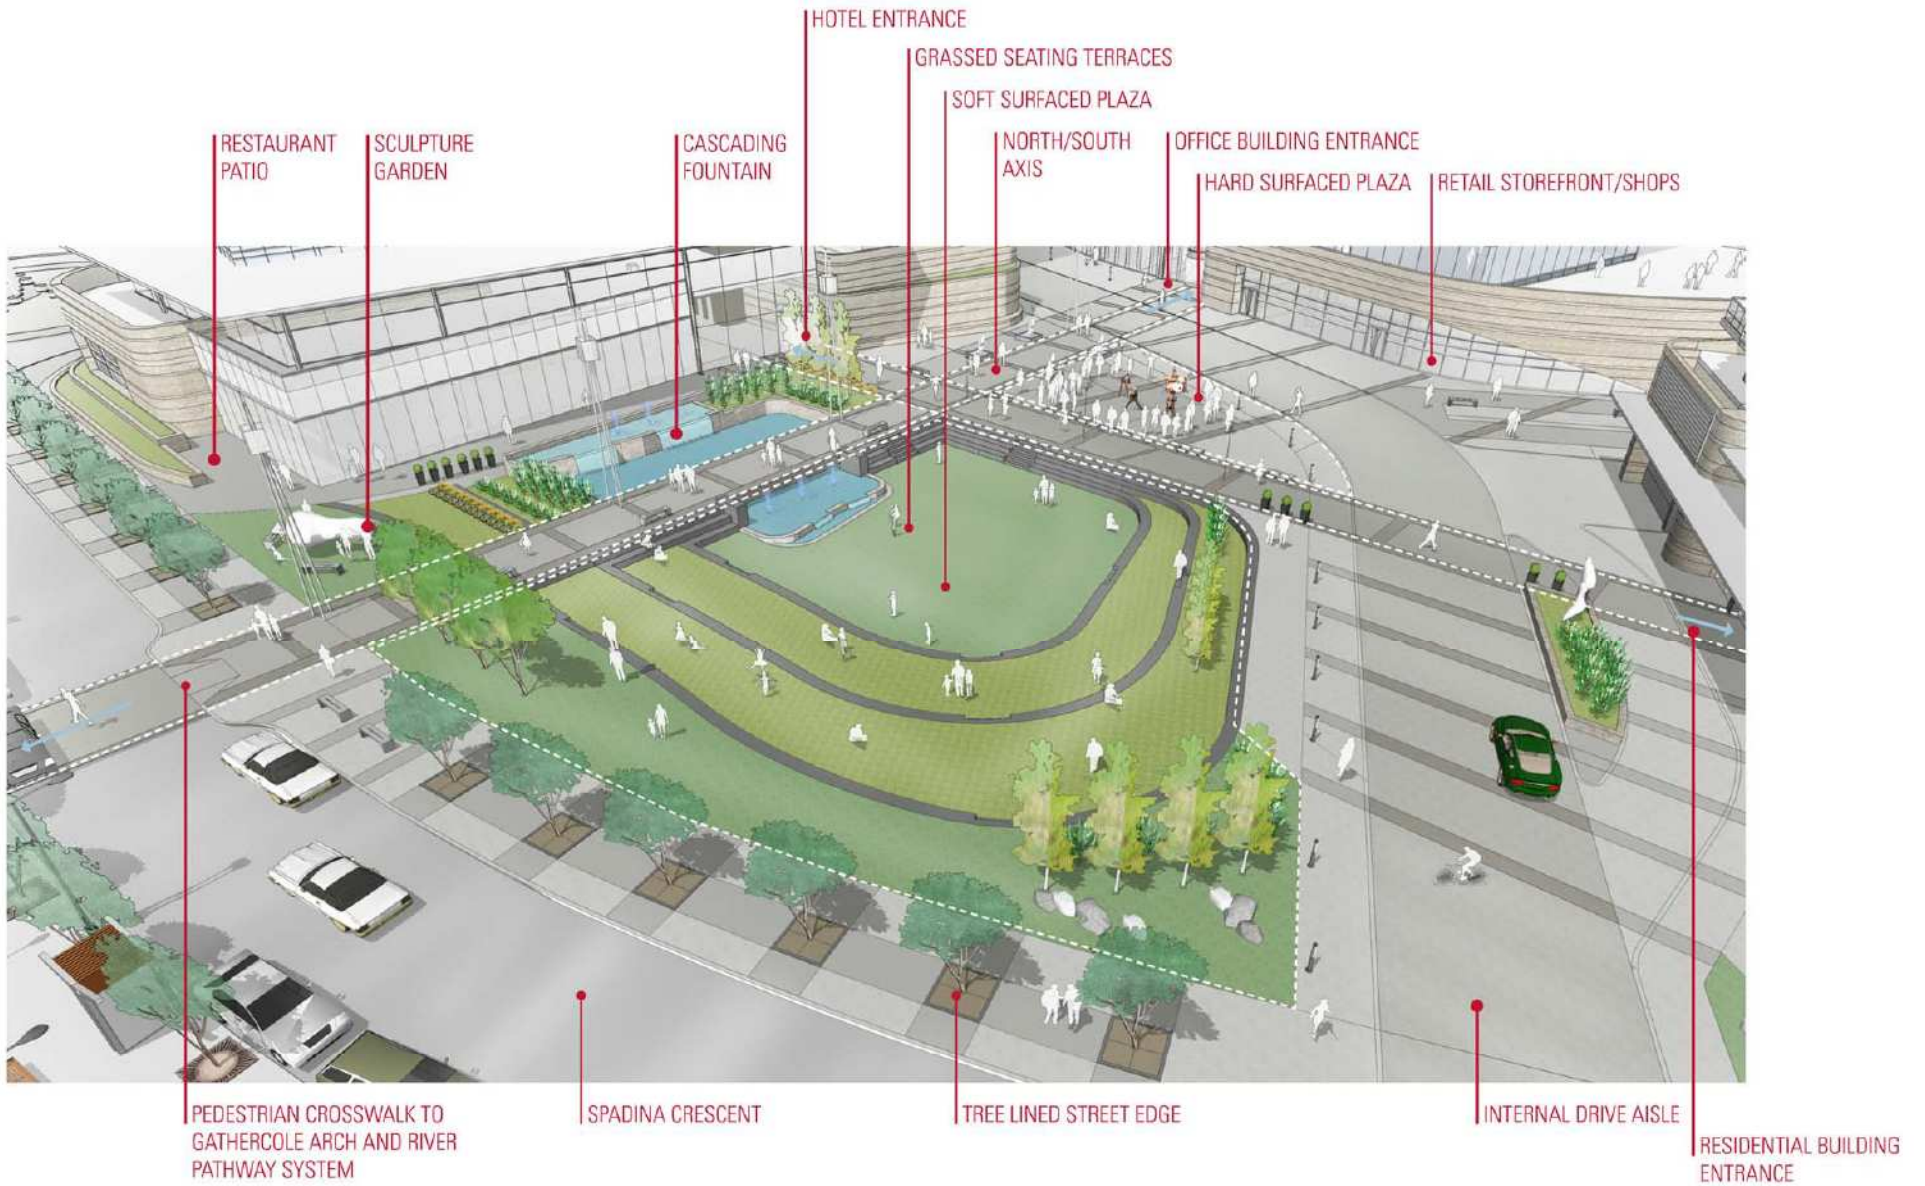 HOTEL ENTRANCE
GRASSED SEATING TERRACES
SOFT SURFACED PLAZA
RESTAURANT
PATIO
SCULPTURE
GARDEN
CASCADING
FOUNTAIN
NORTH/SOUTH
AXIS
OFFICE BUILDING ENTRANCE
HARD SURFACED PLAZA
RETAIL STOREFRONT/SHOPS
PEDESTRIAN CROSSWALK TO
GATHERCOLE ARCH AND RIVER
PATHWAY SYSTEM
SPADINA CRESCENT
TREE LINED STREET EDGE
INTERNAL DRIVE AISLE
RESIDENTIAL BUILDING
ENTRANCE